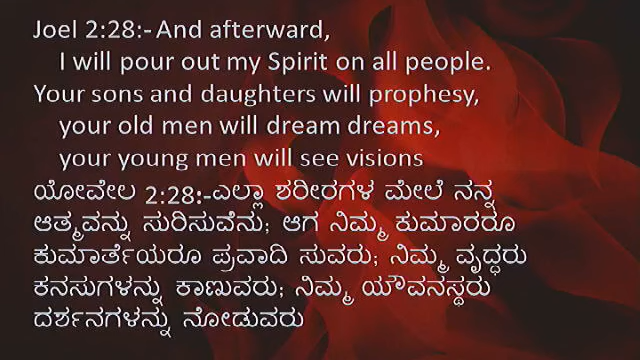 Joel 2:28:- And afterward,
I will pour out my Spirit on all people.
Your sons and daughters will prophesy,
your old men will dream dreams,
your young men will see visions
ಯೋವೇಲ 2:28:-ಎಲ್ಲಾ ಶರೀರಗಳ ಮೇಲೆ ನನ್ನ
ಆತ್ಮವನ್ನು ಸುರಿಸುವೆನು; ಆಗ ನಿಮ್ಮ ಕುಮಾರರೂ
ಕುಮಾರ್ತೆಯರೂ ಪ್ರವಾದಿ ಸುವರು; ನಿಮ್ಮ ವೃದ್ಧರು
ಕನಸುಗಳನ್ನು ಕಾಣುವರು; ನಿಮ್ಮ ಯೌವನಸ್ಥರು
ದರ್ಶನಗಳನ್ನು ನೋಡುವರು